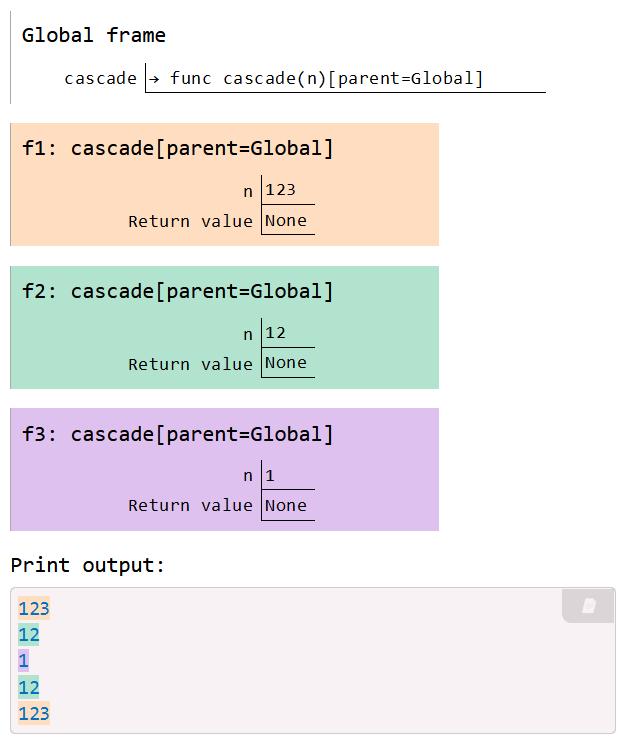 Global frame
cascade → func cascade(n)[parent=Global]
f1: cascade[parent=Global]
n 123
Return value None
f2: cascade[parent=Global]
n 12
Return value None
f3: cascade[parent=Global]
n 1
Return value None
Print output:
123
12
1
12
123